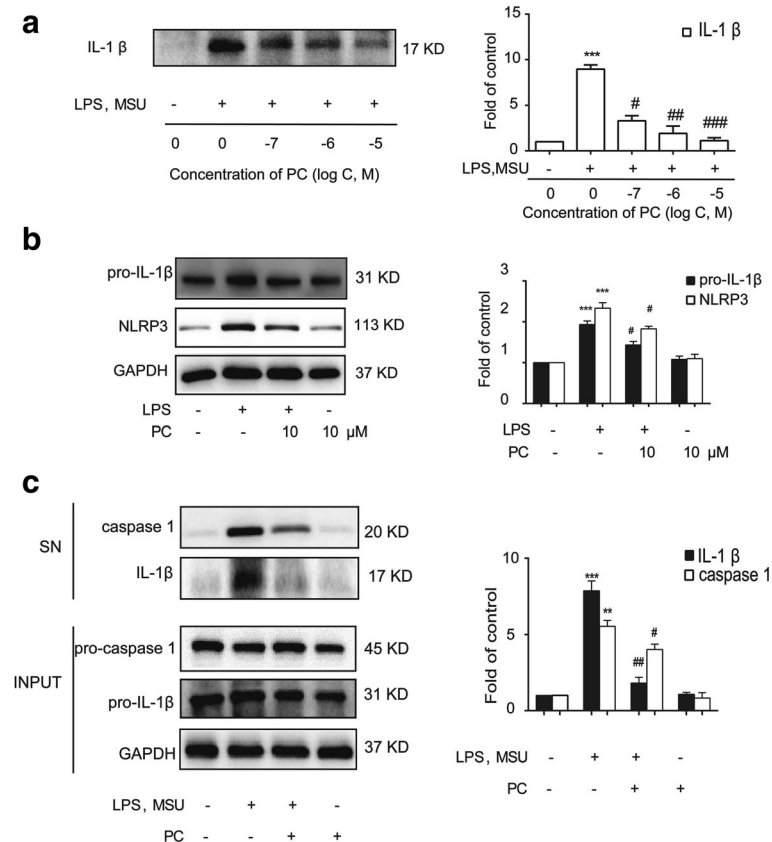 a
IL-1 β
17 KD
LPS, MSU - + + + +
0 0 -7 -6 -5
Concentration of PC (log C, M)
Fold of control
15
10
5
0
IL-1 β
***
#
##
###
LPS,MSU - + + + +
0 0 -7 -6 -5
Concentration of PC (log C, M)
b
pro-IL-1β
31 KD
NLRP3
113 KD
GAPDH
37 KD
LPS - + + -
PC - - 10 10 μM
Fold of control
3
2
1
0
pro-IL-1β
NLRP3
***
***
#
#
LPS - + + -
PC - - 10 10 μM
c
SN
caspase 1
20 KD
IL-1β
17 KD
INPUT
pro-caspase 1
45 KD
pro-IL-1β
31 KD
GAPDH
37 KD
LPS, MSU - + + -
PC - - + +
Fold of control
10
5
0
IL-1 β
caspase 1
***
**
##
#
LPS, MSU - + + -
PC - - + +